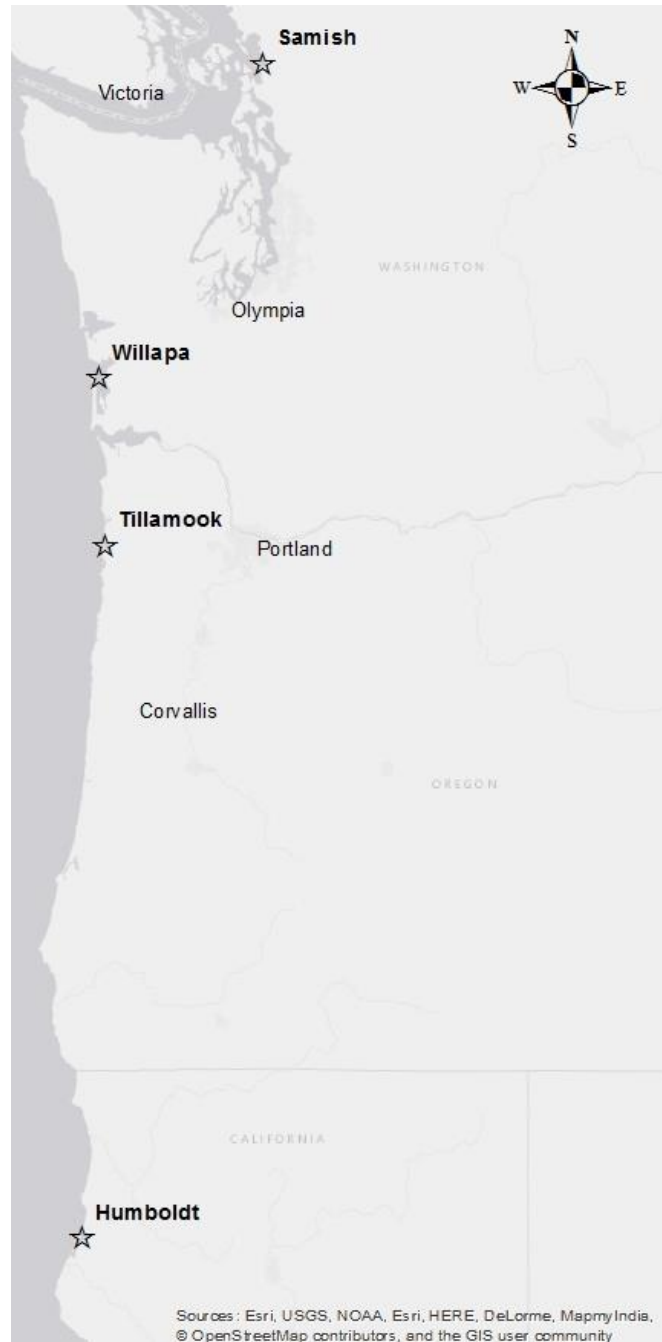 Samish
N
Victoria
W
E
S
WASHINGTON
Olympia
Willapa
Tillamook
Portland
Corvallis
OREGON
CALIFORNIA
Humboldt
Sources: Esri, USGS, NOAA, Esri, HERE, DeLorme, MapmyIndia,
© OpenStreetMap contributors, and the GIS user community